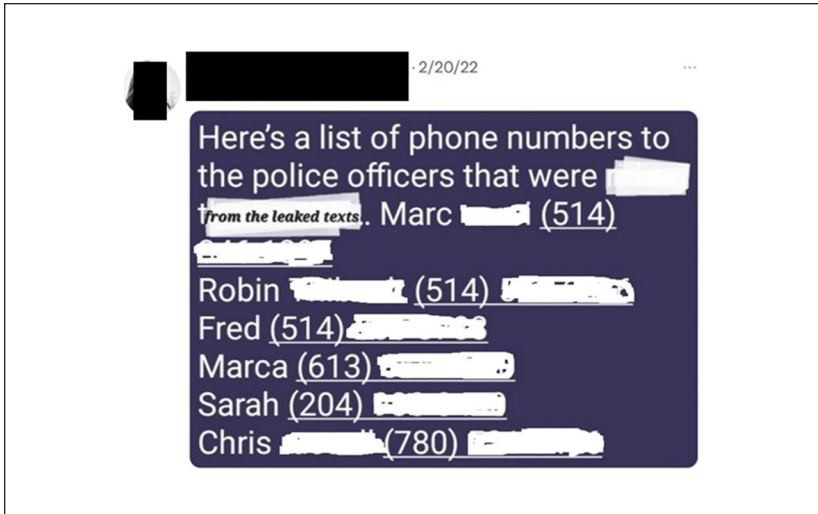 · 2/20/22
Here's a list of phone numbers to
the police officers that were
from the leaked texts. . Marc (514)
Robin (514)
Fred (514)
Marca (613)
Sarah (204)
Chris (780)